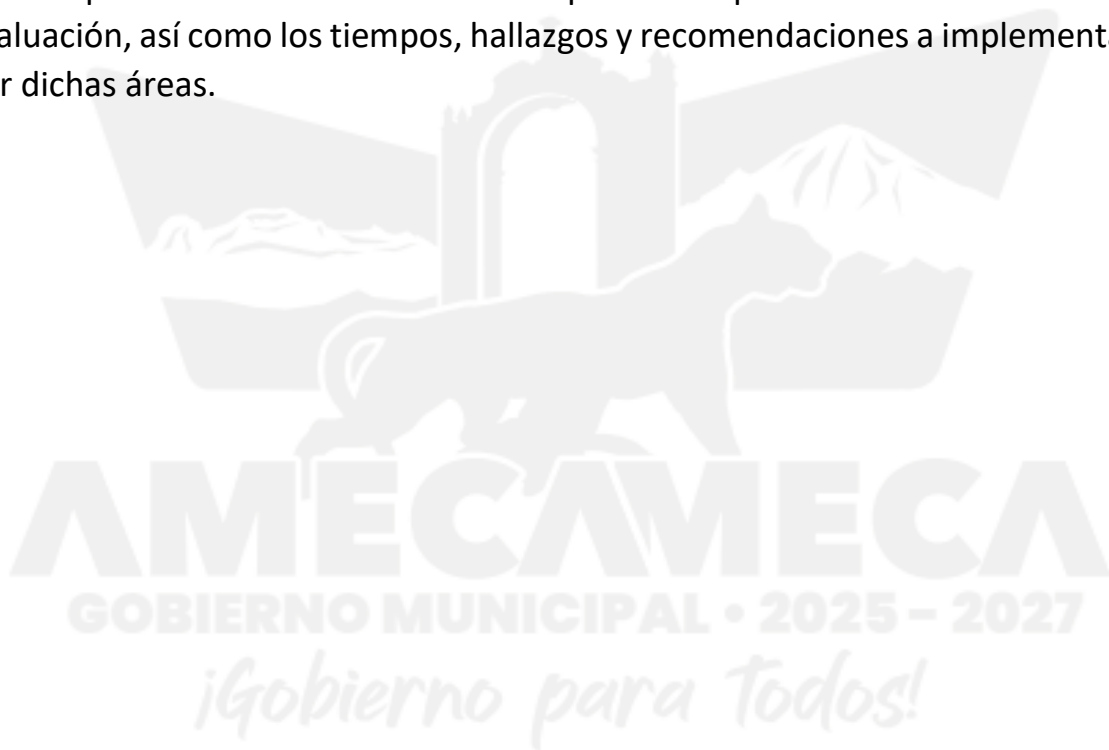 aluación, así como los tiempos, hallazgos y recomendaciones a implementa
r dichas áreas.
AMECAMECA
GOBIERNO MUNICIPAL • 2025 – 2027
¡Gobierno para Todos!